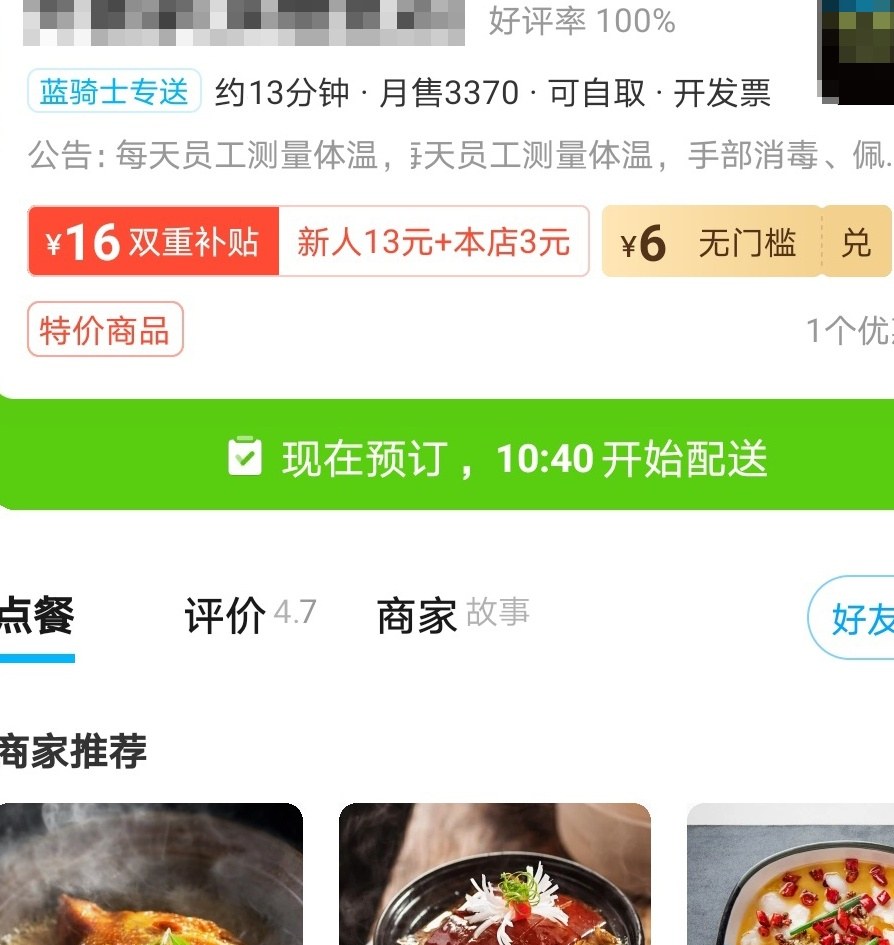 好评率 100%
蓝骑士专送 约13分钟 · 月售3370 · 可自取 · 开发票
公告: 每天员工测量体温，每天员工测量体温，手部消毒、佩...
¥16 双重补贴 新人13元+本店3元 ¥6 无门槛 兑
特价商品 1个优惠
现在预订，10:40 开始配送
点餐 评价 4.7 商家 故事 好友
商家推荐